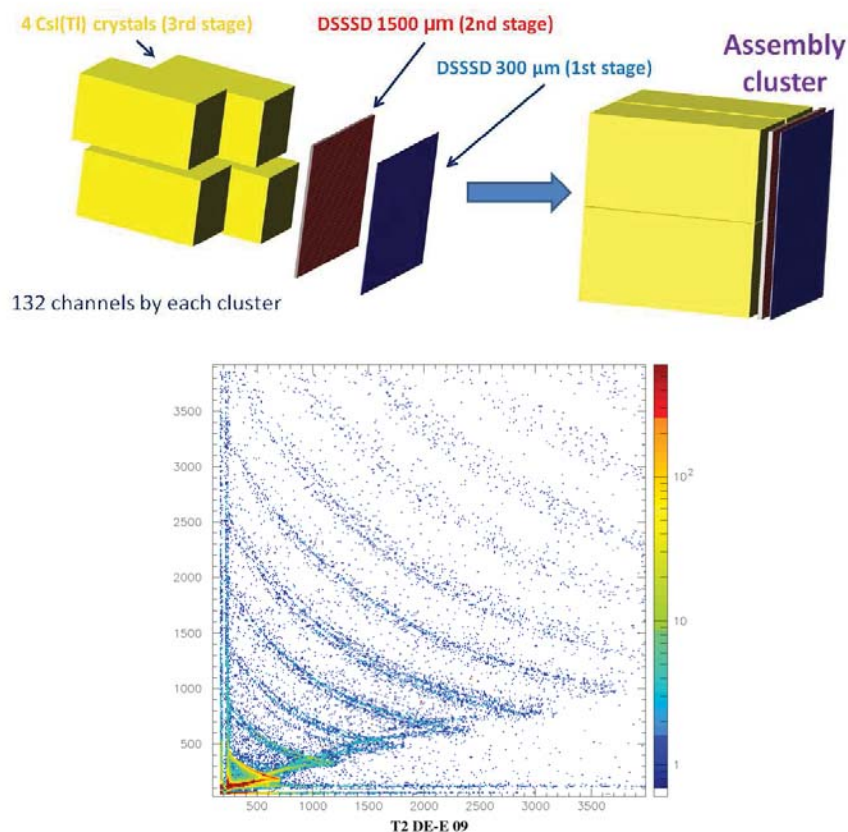 4 CsI(Tl) crystals (3rd stage)
DSSSD 1500 μm (2nd stage)
DSSSD 300 μm (1st stage)
Assembly
cluster
132 channels by each cluster
3500
3000
2500
2000
1500
1000
500
10²
10
1
500 1000 1500 2000 2500 3000 3500
T2 DE-E 09